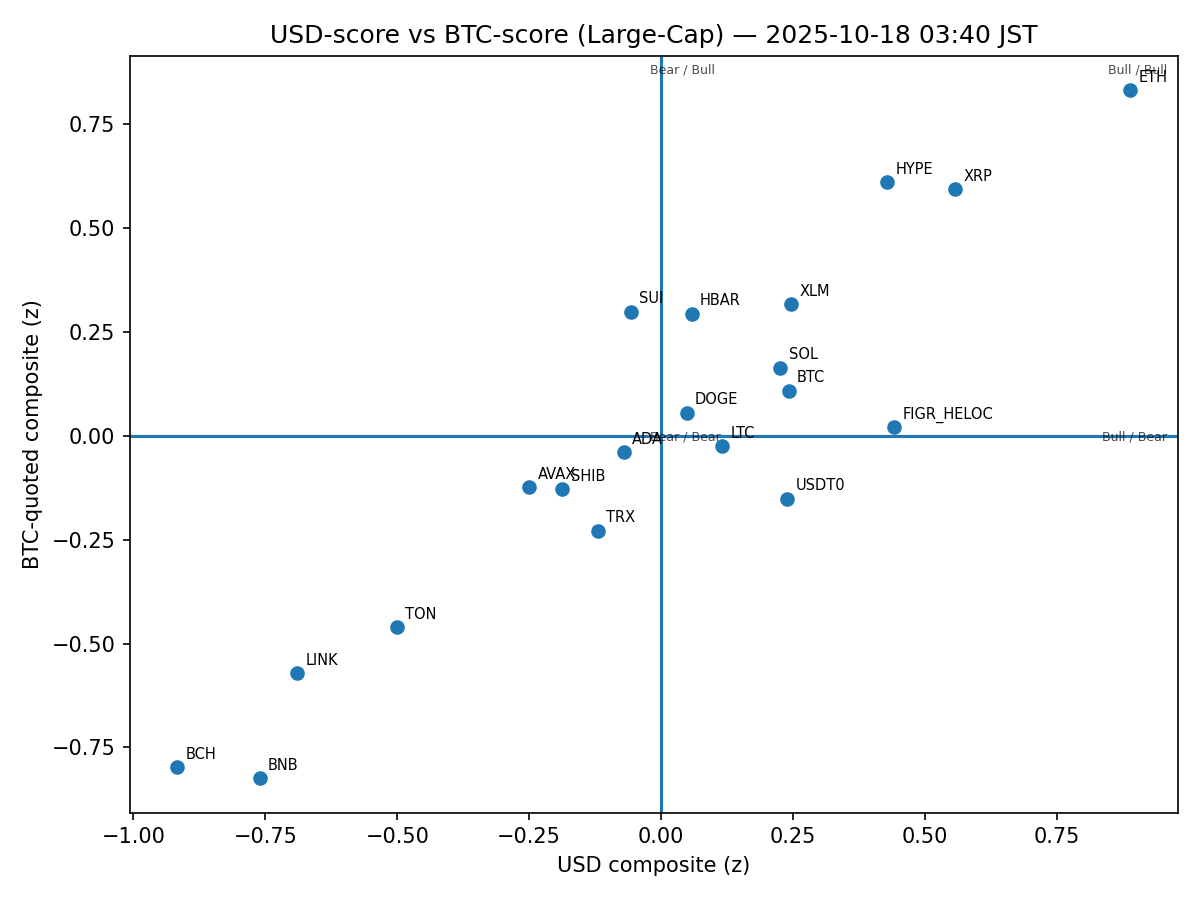 USD-score vs BTC-score (Large-Cap) — 2025-10-18 03:40 JST
Bear / Bull
Bull / Bull
ETH
HYPE
XRP
SUI
HBAR
XLM
SOL
BTC
DOGE
FIGR_HELOC
ADA
Bear / Bear
LTC
Bull / Bear
AVAX
SHIB
USDT0
TRX
TON
LINK
BCH
BNB
BTC-quoted composite (z)
0.75
0.50
0.25
0.00
−0.25
−0.50
−0.75
−1.00
−0.75
−0.50
−0.25
0.00
0.25
0.50
0.75
USD composite (z)